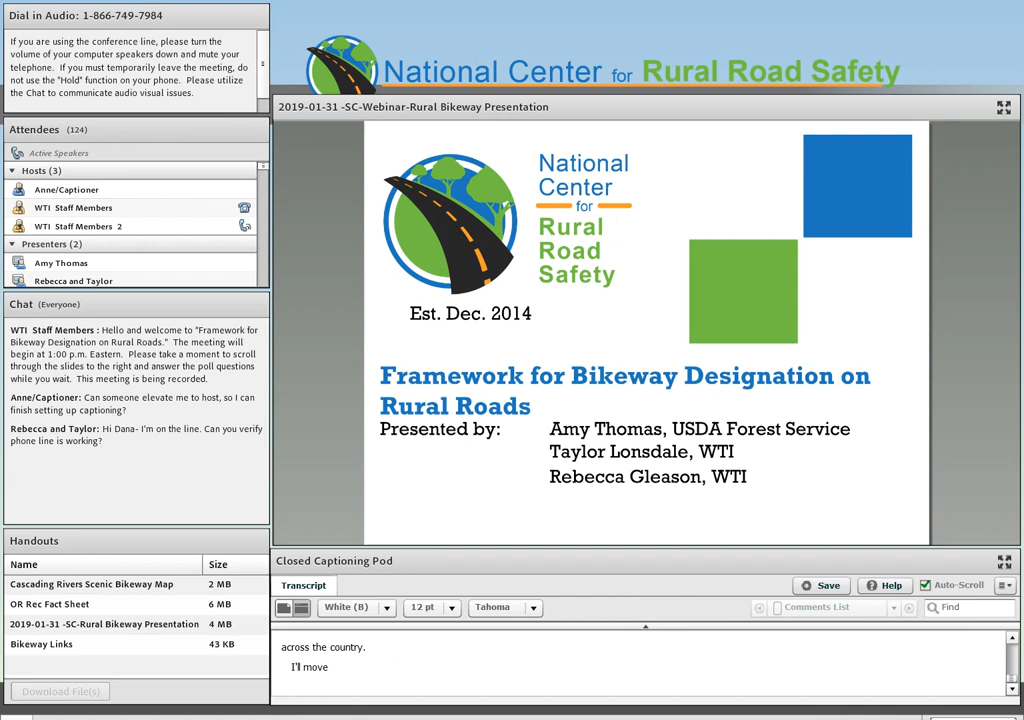 Dial in Audio: 1-866-749-7984
If you are using the conference line, please turn the
volume of your computer speakers down and mute your
telephone. If you must temporarily leave the meeting, do
not use the "Hold" function on your phone. Please utilize
the Chat to communicate audio visual issues.
Attendees (124)
Active Speakers
Hosts (3)
Anne/Captioner
WTI Staff Members
WTI Staff Members 2
Presenters (2)
Amy Thomas
Rebecca and Taylor
Chat (Everyone)
WTI Staff Members : Hello and welcome to "Framework for
Bikeway Designation on Rural Roads." The meeting will
begin at 1:00 p.m. Eastern. Please take a moment to scroll
through the slides to the right and answer the poll questions
while you wait. This meeting is being recorded.
Anne/Captioner: Can someone elevate me to host, so I can
finish setting up captioning?
Rebecca and Taylor: Hi Dana- I'm on the line. Can you verify
phone line is working?
Handouts
Name Size
Cascading Rivers Scenic Bikeway Map 2 MB
OR Rec Fact Sheet 6 MB
2019-01-31 -SC-Rural Bikeway Presentation 4 MB
Bikeway Links 43 KB
Download File(s)
National Center for Rural Road Safety
2019-01-31 -SC-Webinar-Rural Bikeway Presentation
National
Center
for
Rural
Road
Safety
Est. Dec. 2014
Framework for Bikeway Designation on
Rural Roads
Presented by: Amy Thomas, USDA Forest Service
Taylor Lonsdale, WTI
Rebecca Gleason, WTI
Closed Captioning Pod
Transcript Save Help Auto-Scroll
White (B) 12 pt Tahoma Comments List Find
across the country.
I'll move